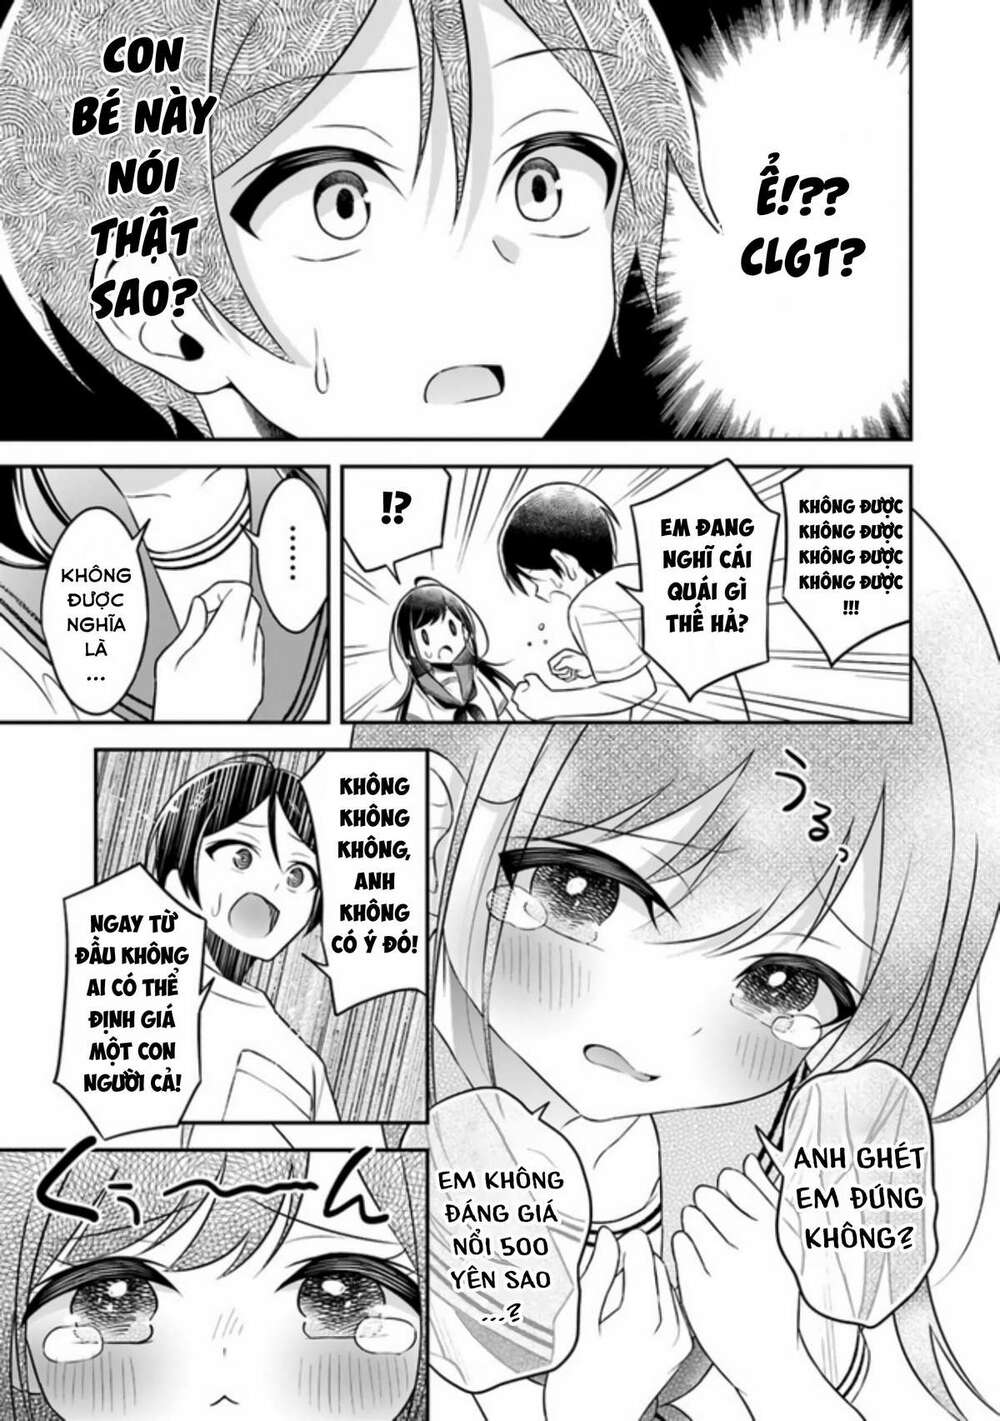 Ể!??
CLGT?
CON
BÉ NÀY
NÓI
THẬT
SAO?
KHÔNG ĐƯỢC
KHÔNG ĐƯỢC
KHÔNG ĐƯỢC
KHÔNG ĐƯỢC
!!!
EM ĐANG
NGHĨ CÁI
QUÁI GÌ
THẾ HẢ?
!?
......
KHÔNG
ĐƯỢC
NGHĨA
LÀ
...
うるっ
ANH GHÉT
EM ĐÚNG
KHÔNG?
EM KHÔNG
ĐÁNG GIÁ
NỔI 500
YÊN SAO
...?
KHÔNG
KHÔNG
KHÔNG,
ANH
KHÔNG
CÓ Ý ĐÓ!
NGAY TỪ
ĐẦU KHÔNG
AI CÓ THỂ
ĐỊNH GIÁ
MỘT CON
NGƯỜI CẢ!
くぅーーん